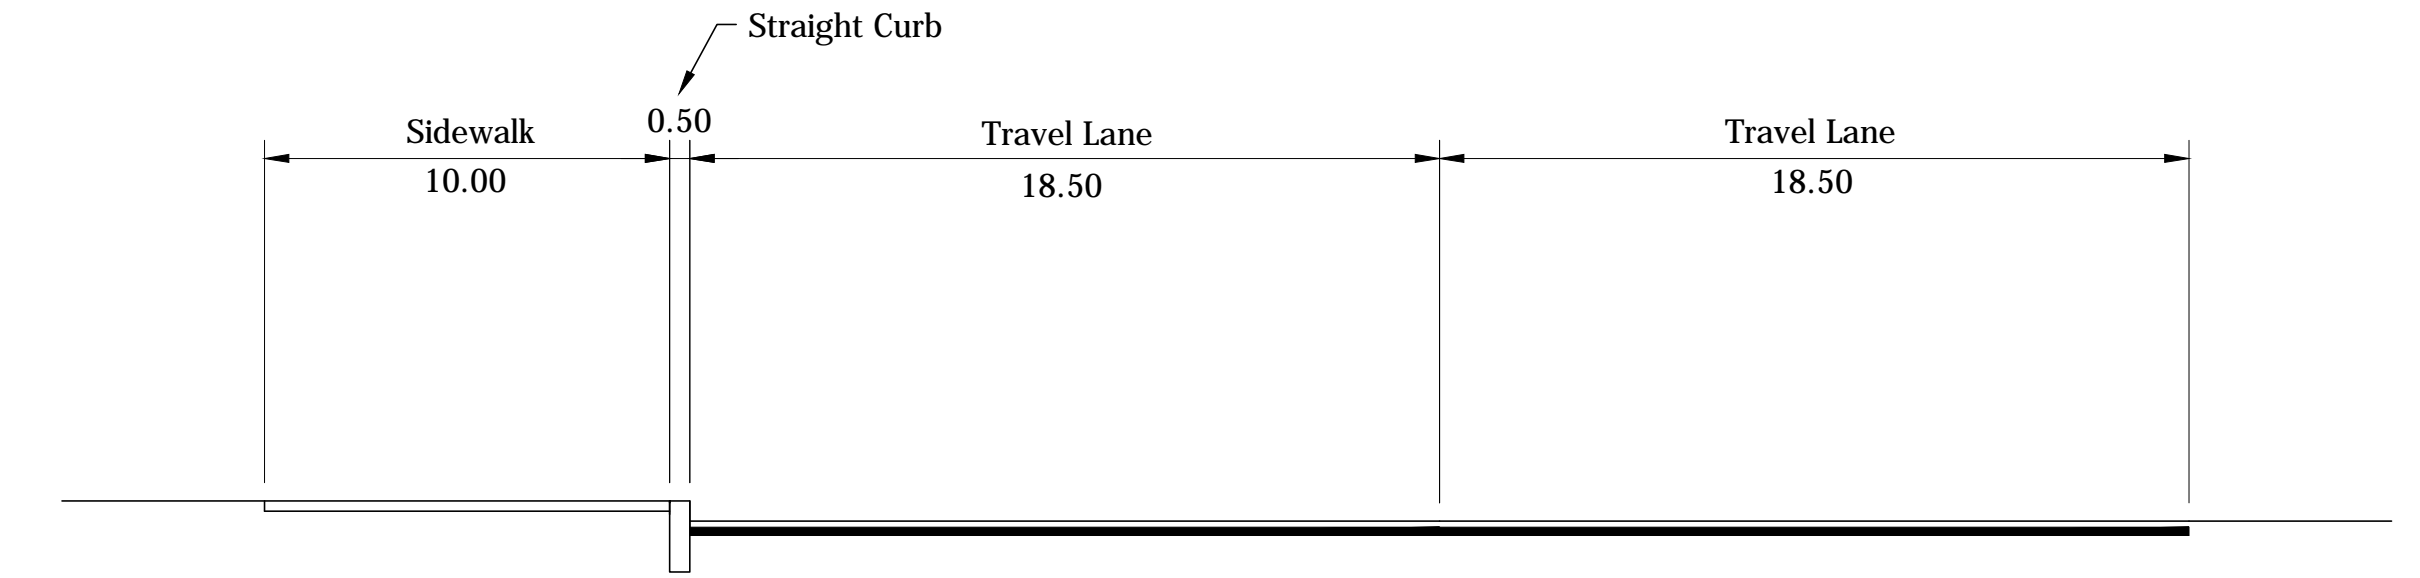 Straight Curb
0.50
Sidewalk
10.00
Travel Lane
18.50
Travel Lane
18.50